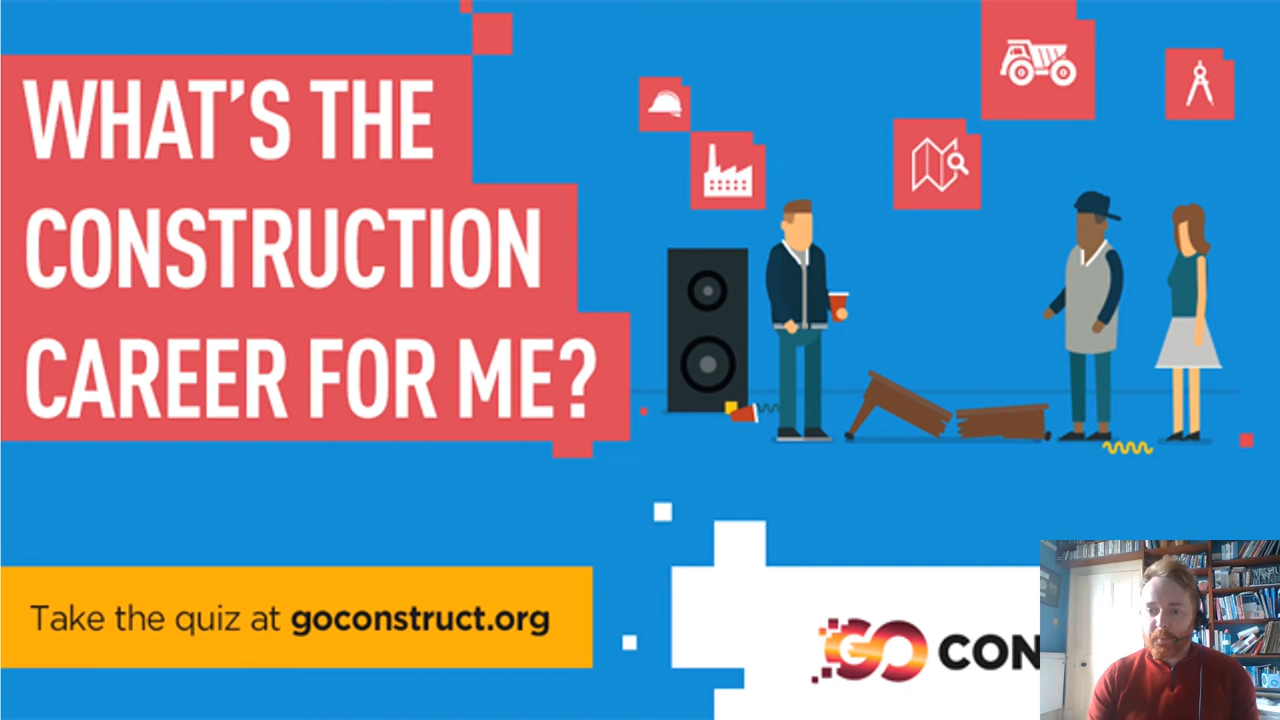 WHAT'S THE
CONSTRUCTION
CAREER FOR ME?
Take the quiz at goconstruct.org
GO CON